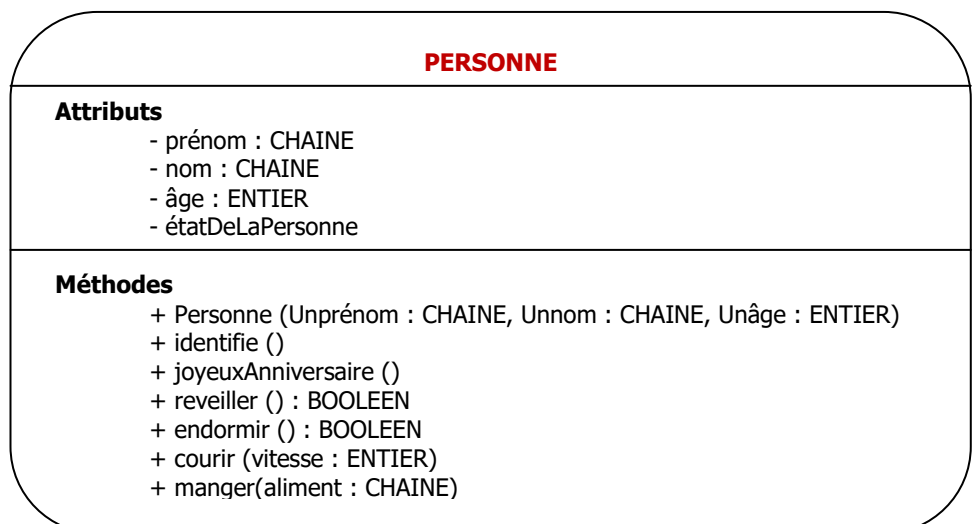 PERSONNE
Attributs
- prénom : CHAINE
- nom : CHAINE
- âge : ENTIER
- étatDeLaPersonne
Méthodes
+ Personne (Unprénom : CHAINE, Unnom : CHAINE, Unâge : ENTIER)
+ identifie ()
+ joyeuxAnniversaire ()
+ reveiller () : BOOLEEN
+ endormir () : BOOLEEN
+ courir (vitesse : ENTIER)
+ manger(aliment : CHAINE)